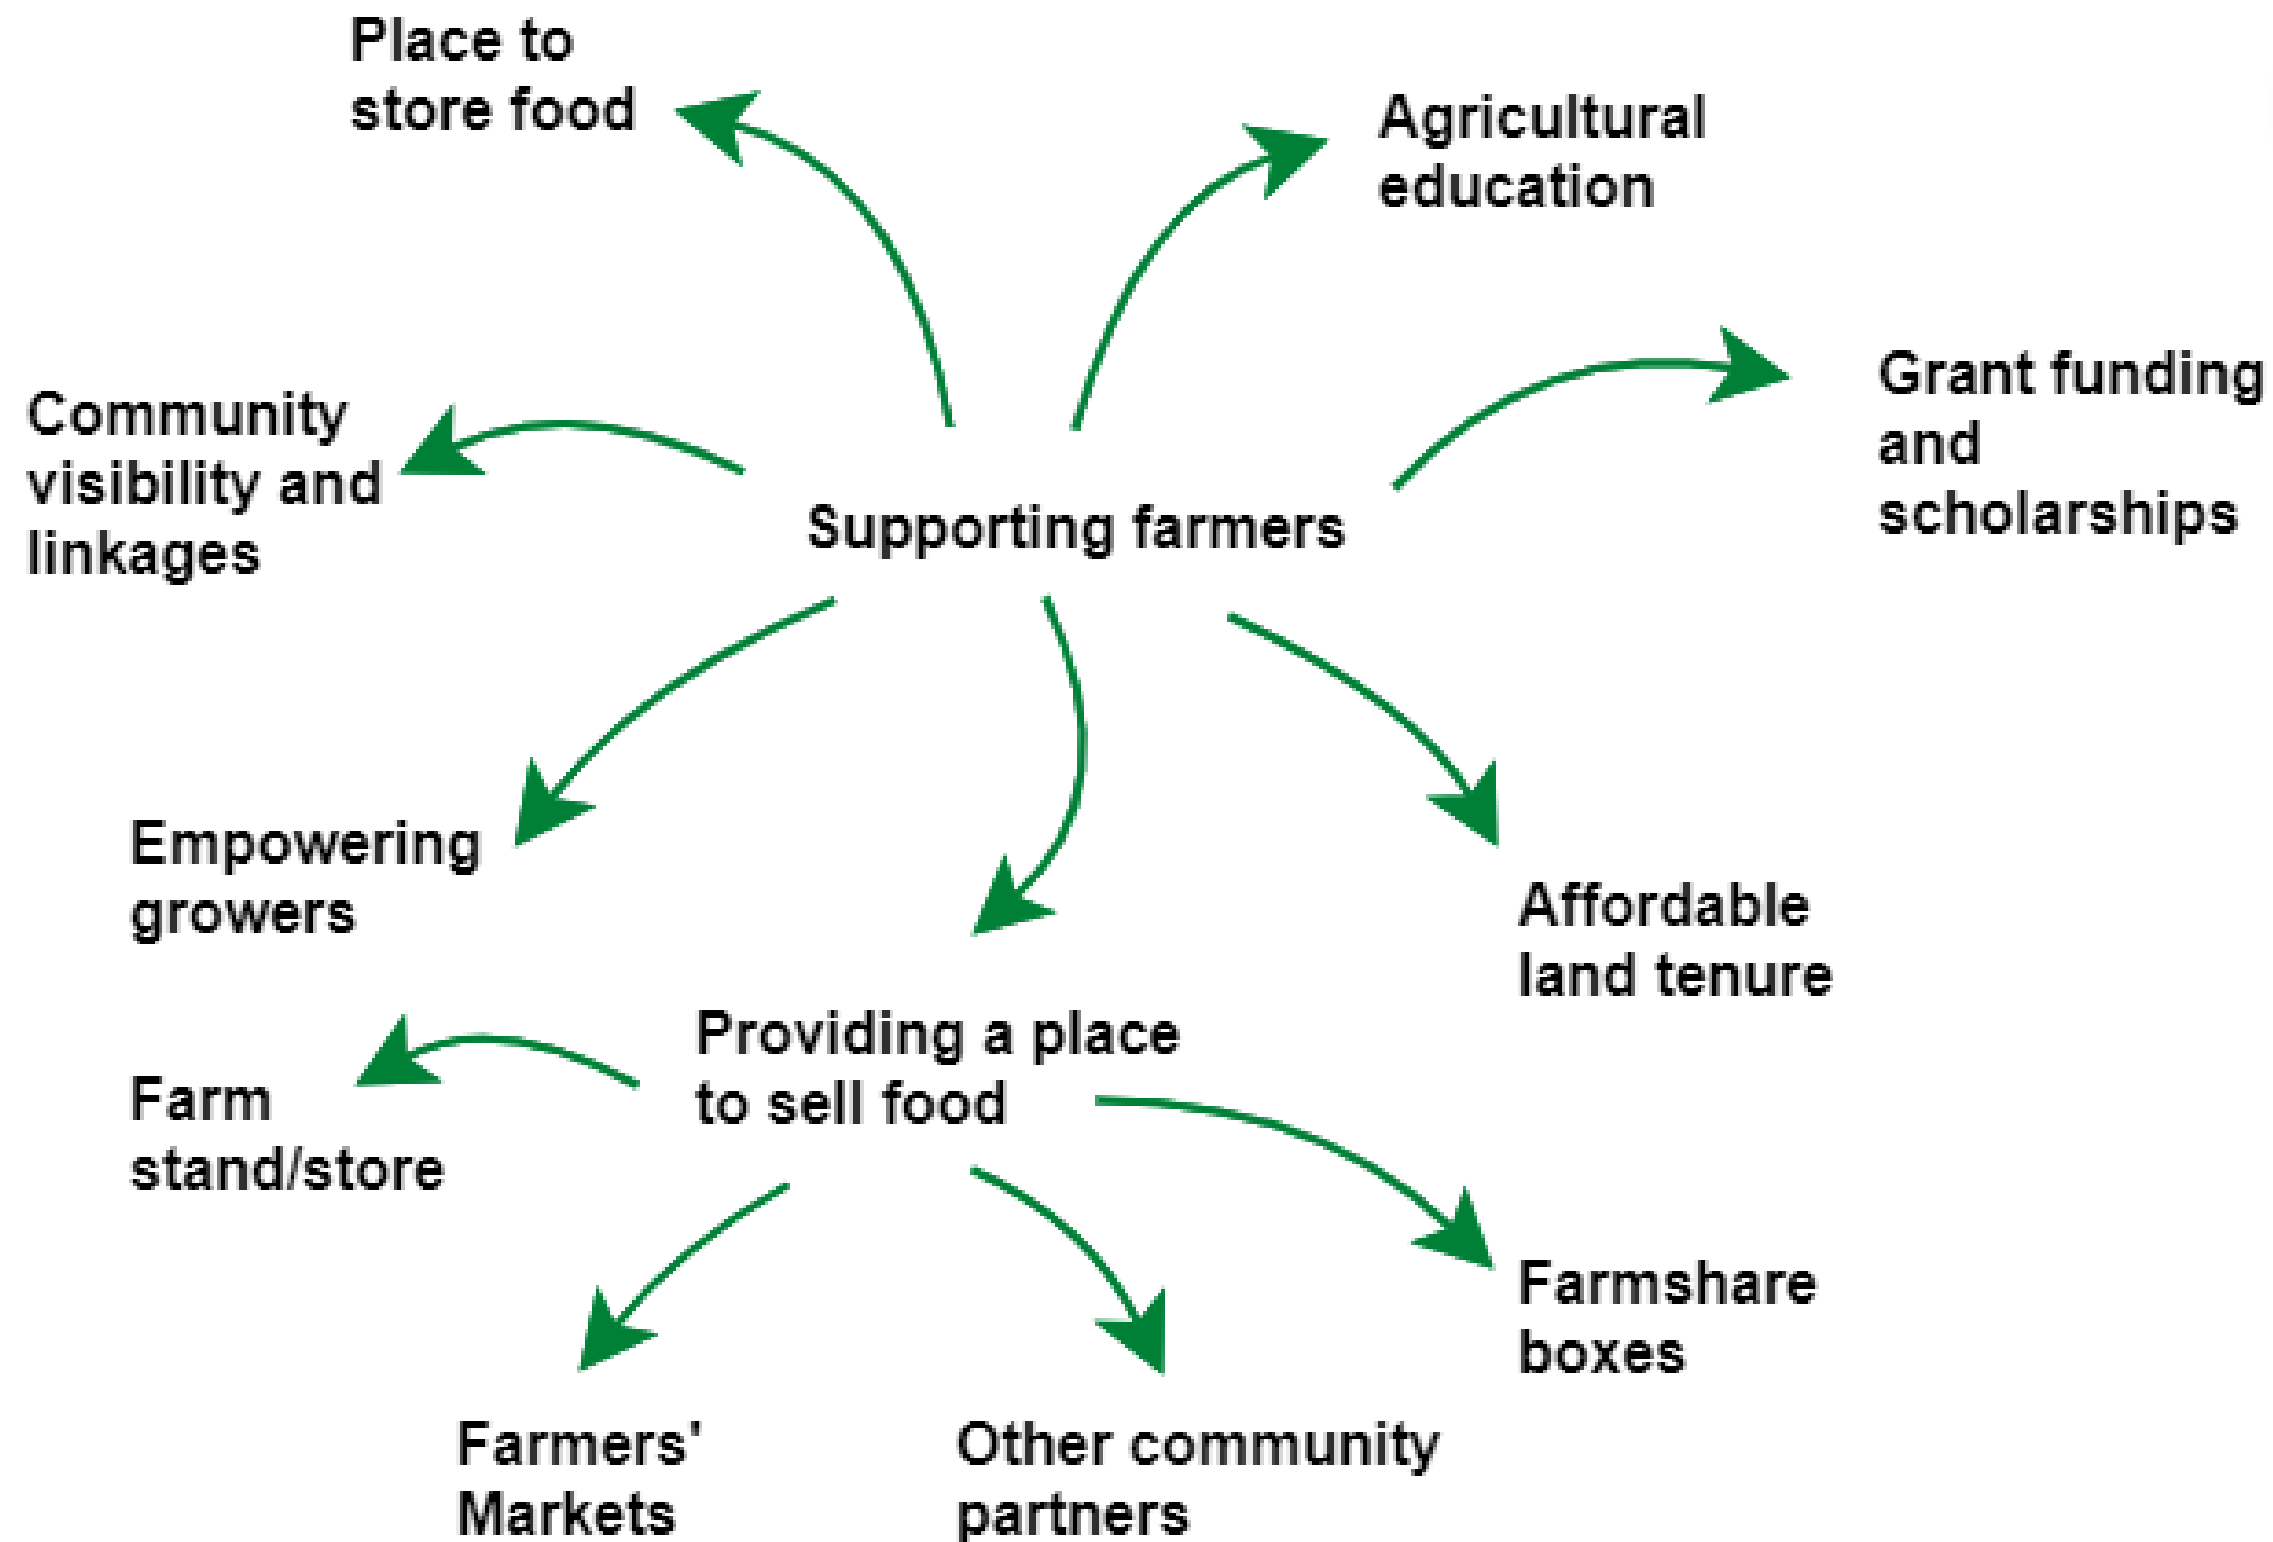 Place to
store food
Agricultural
education
Community
visibility and
linkages
Grant funding
and
scholarships
Supporting farmers
Empowering
growers
Affordable
land tenure
Providing a place
to sell food
Farm
stand/store
Farmshare
boxes
Farmers'
Markets
Other community
partners